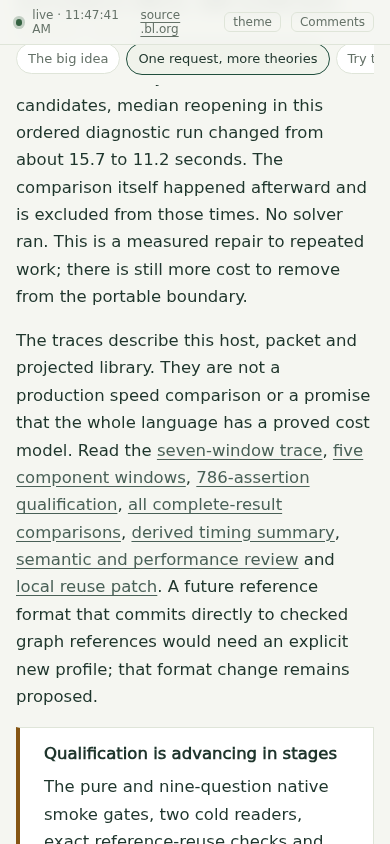 live · 11:47:41 AM
source.bl.org
theme
Comments
The big idea
One request, more theories
Try t
candidates, median reopening in this
ordered diagnostic run changed from
about 15.7 to 11.2 seconds. The
comparison itself happened afterward and
is excluded from those times. No solver
ran. This is a measured repair to repeated
work; there is still more cost to remove
from the portable boundary.
The traces describe this host, packet and
projected library. They are not a
production speed comparison or a promise
that the whole language has a proved cost
model. Read the seven-window trace, five
component windows, 786-assertion
qualification, all complete-result
comparisons, derived timing summary,
semantic and performance review and
local reuse patch. A future reference
format that commits directly to checked
graph references would need an explicit
new profile; that format change remains
proposed.
Qualification is advancing in stages
The pure and nine-question native
smoke gates, two cold readers,
exact reference-reuse checks and